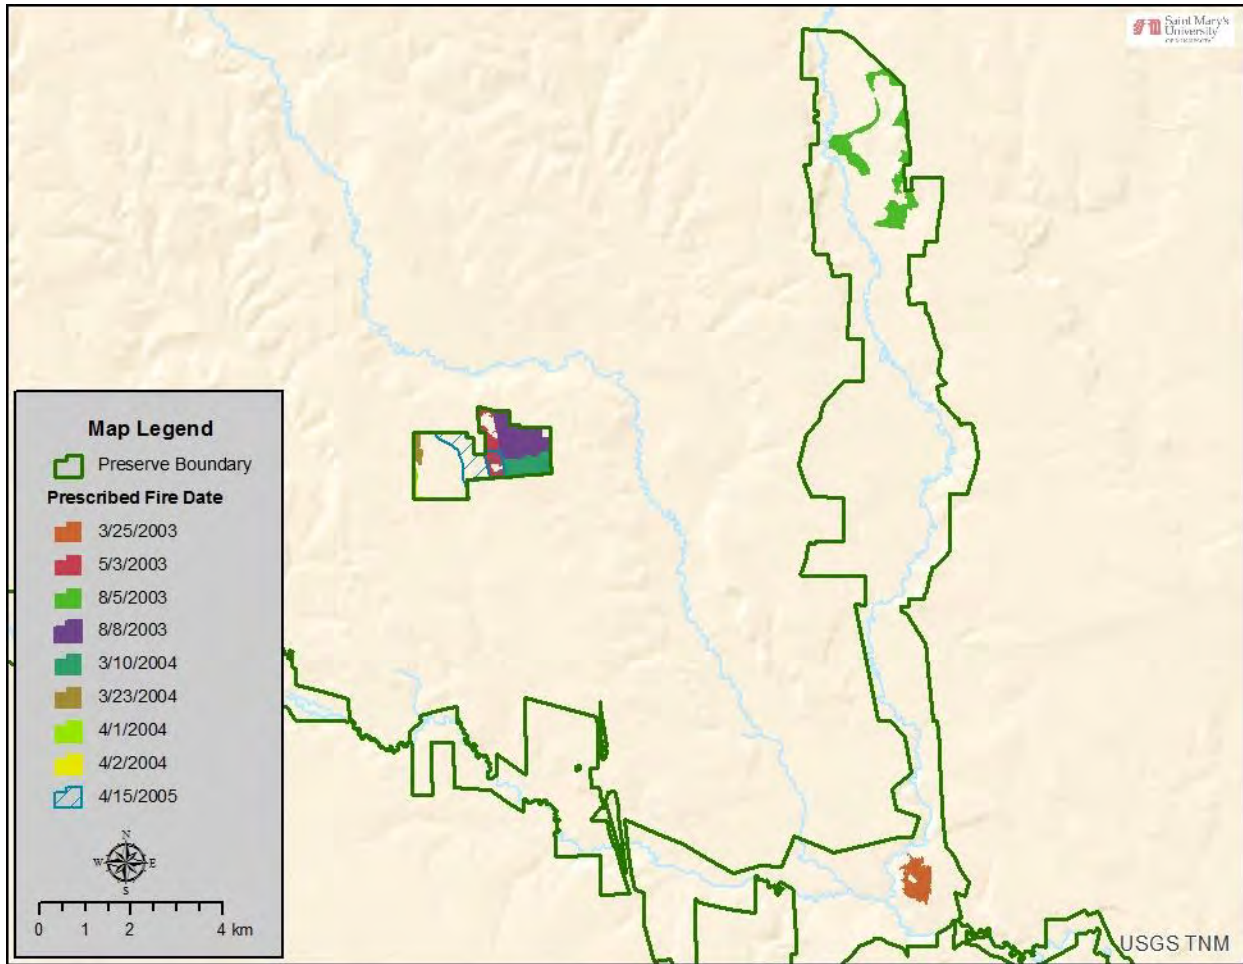 Saint Mary's
University
Map Legend
Preserve Boundary
Prescribed Fire Date
3/25/2003
5/3/2003
8/5/2003
8/8/2003
3/10/2004
3/23/2004
4/1/2004
4/2/2004
4/15/2005
N
W E
S
0 1 2 4 km
USGS TNM